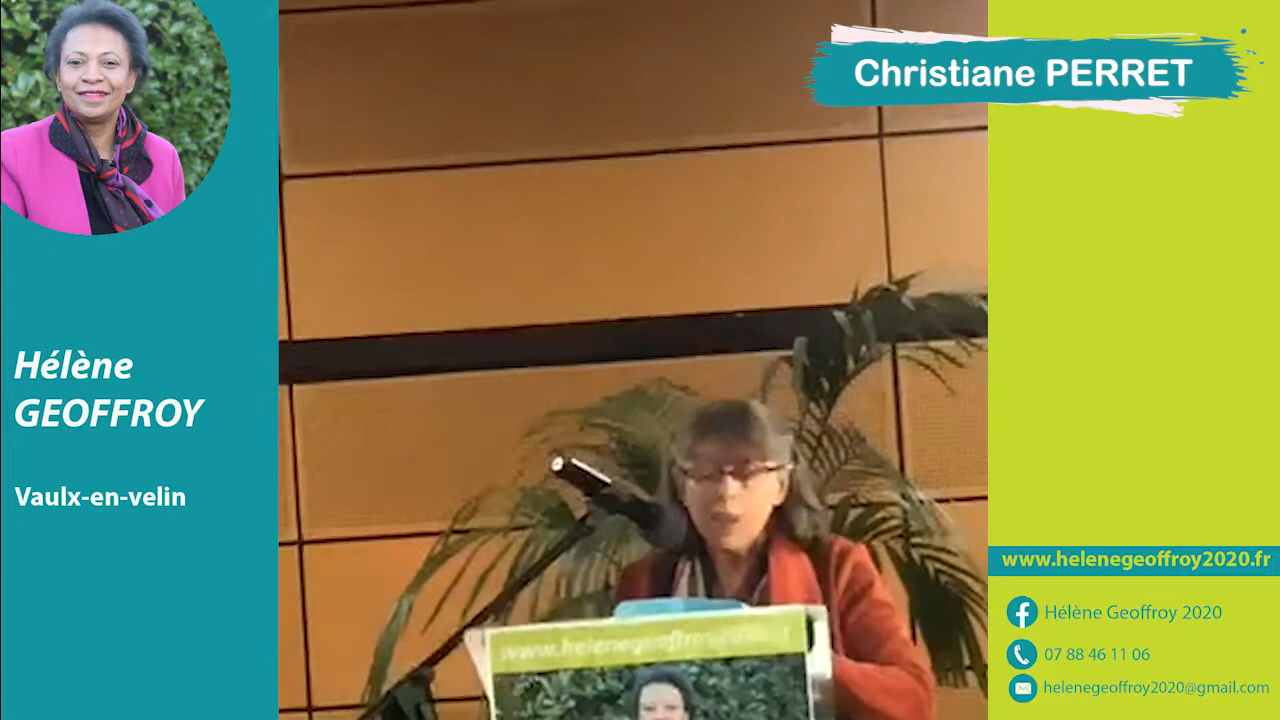 Christiane PERRET
Hélène
GEOFFROY
Vaulx-en-velin
www.helenegeoffroy2020.fr
Hélène Geoffroy 2020
07 88 46 11 06
helenegeoffroy2020@gmail.com